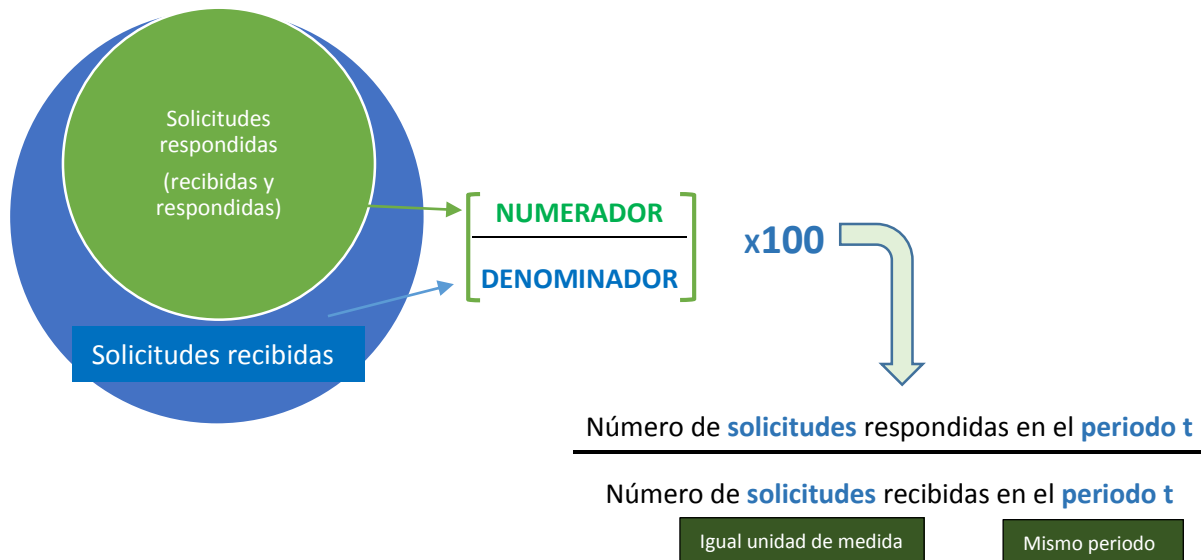 Solicitudes
respondidas
(recibidas y
respondidas)
Solicitudes recibidas
NUMERADOR
DENOMINADOR
x100
Número de solicitudes respondidas en el periodo t
Número de solicitudes recibidas en el periodo t
Igual unidad de medida
Mismo periodo